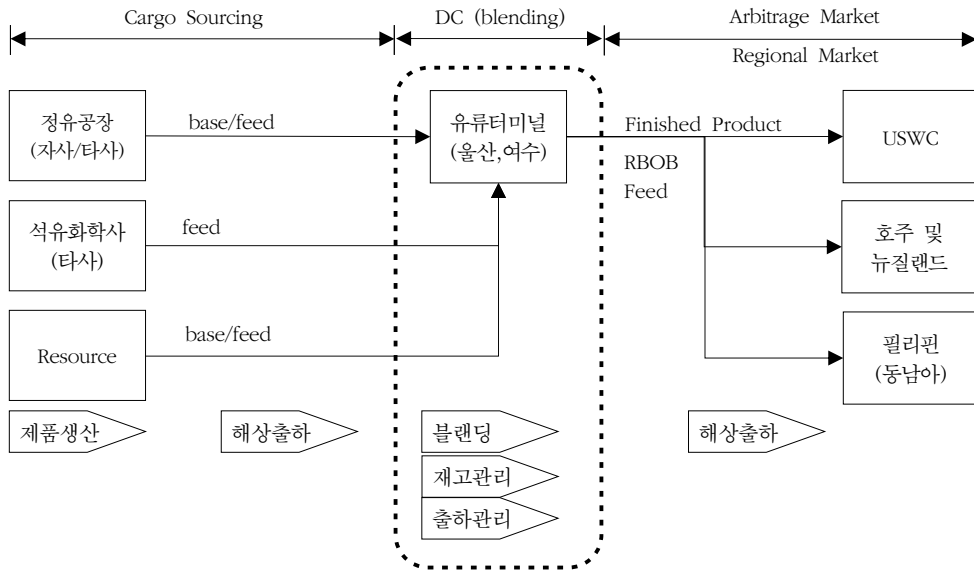 Cargo Sourcing
DC (blending)
Arbitrage Market
Regional Market
정유공장
(자사/타사)
base/feed
유류터미널
(울산,여수)
Finished Product
RBOB
Feed
USWC
석유화학사
(타사)
feed
호주 및
뉴질랜드
Resource
base/feed
필리핀
(동남아)
제품생산
해상출하
블랜딩
해상출하
재고관리
출하관리